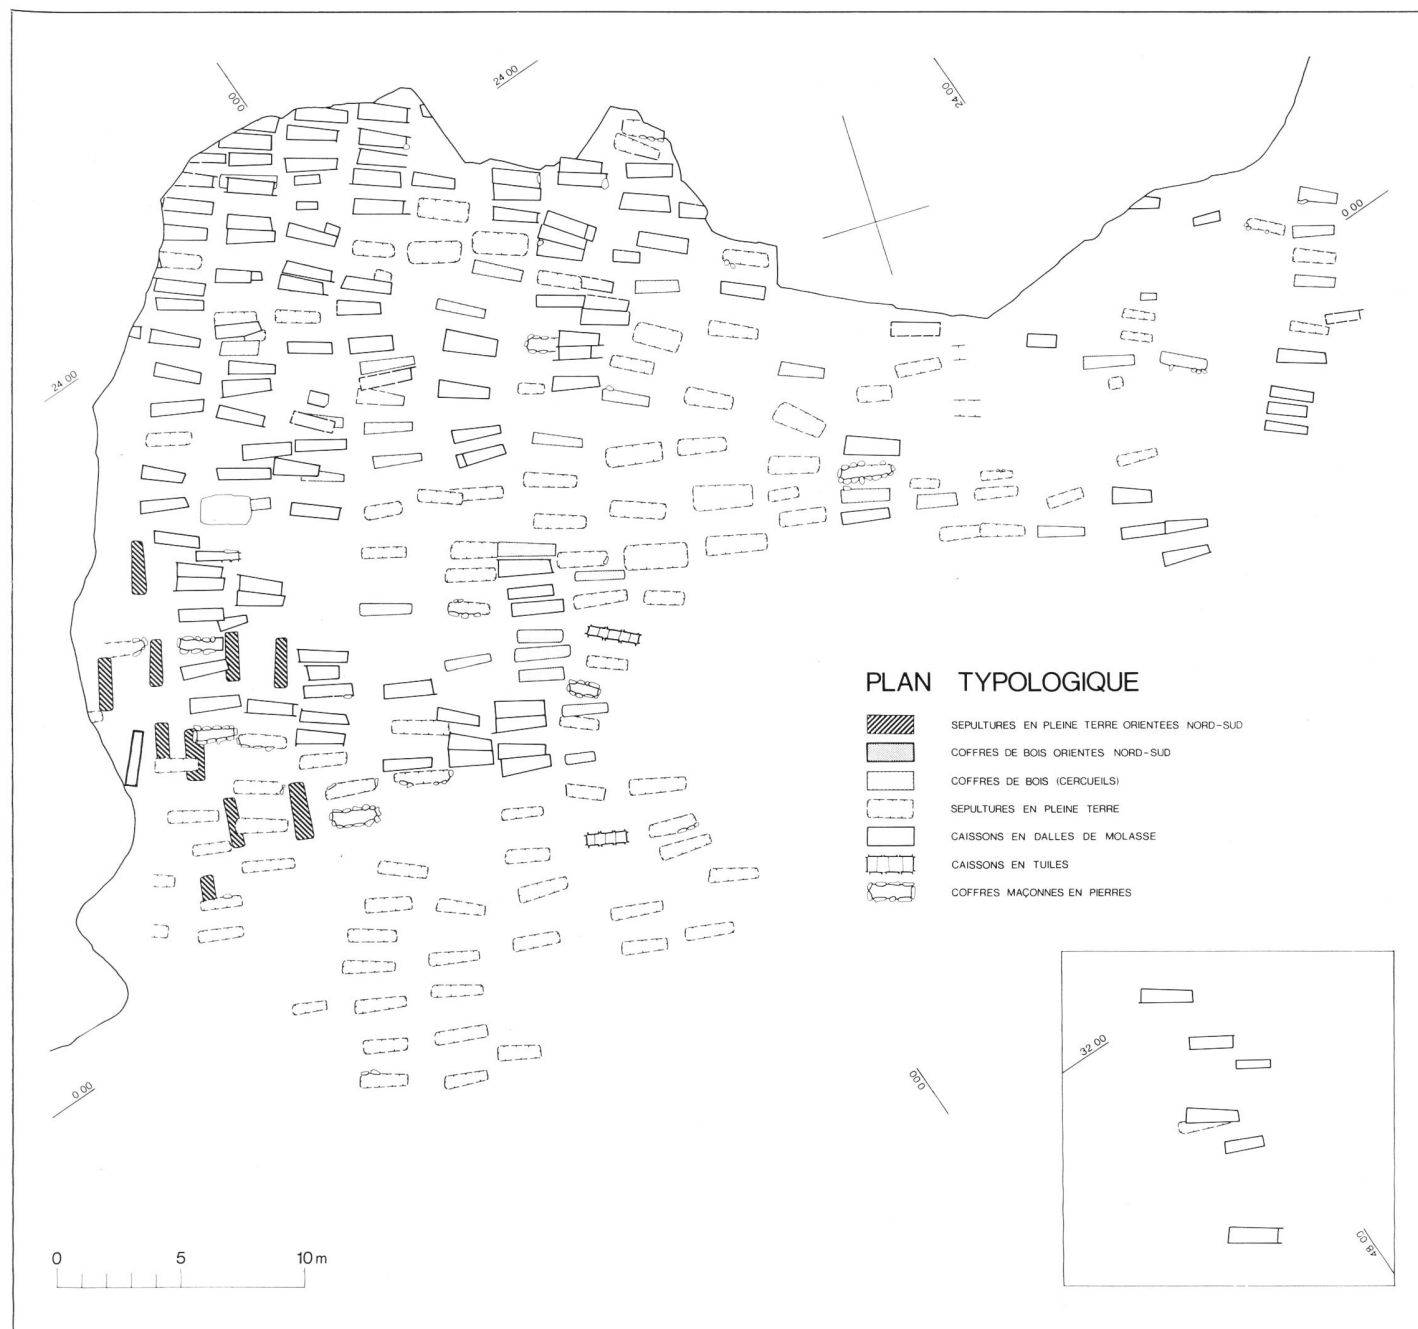 24 00
0 00
24 00
0 00
24 00
PLAN TYPOLOGIQUE
SEPULTURES EN PLEINE TERRE ORIENTEES NORD-SUD
COFFRES DE BOIS ORIENTES NORD-SUD
COFFRES DE BOIS (CERCUEILS)
SEPULTURES EN PLEINE TERRE
CAISSONS EN DALLES DE MOLASSE
CAISSONS EN TUILES
COFFRES MAÇONNES EN PIERRES
32 00
0 00
0 00
48 00
0 5 10 m